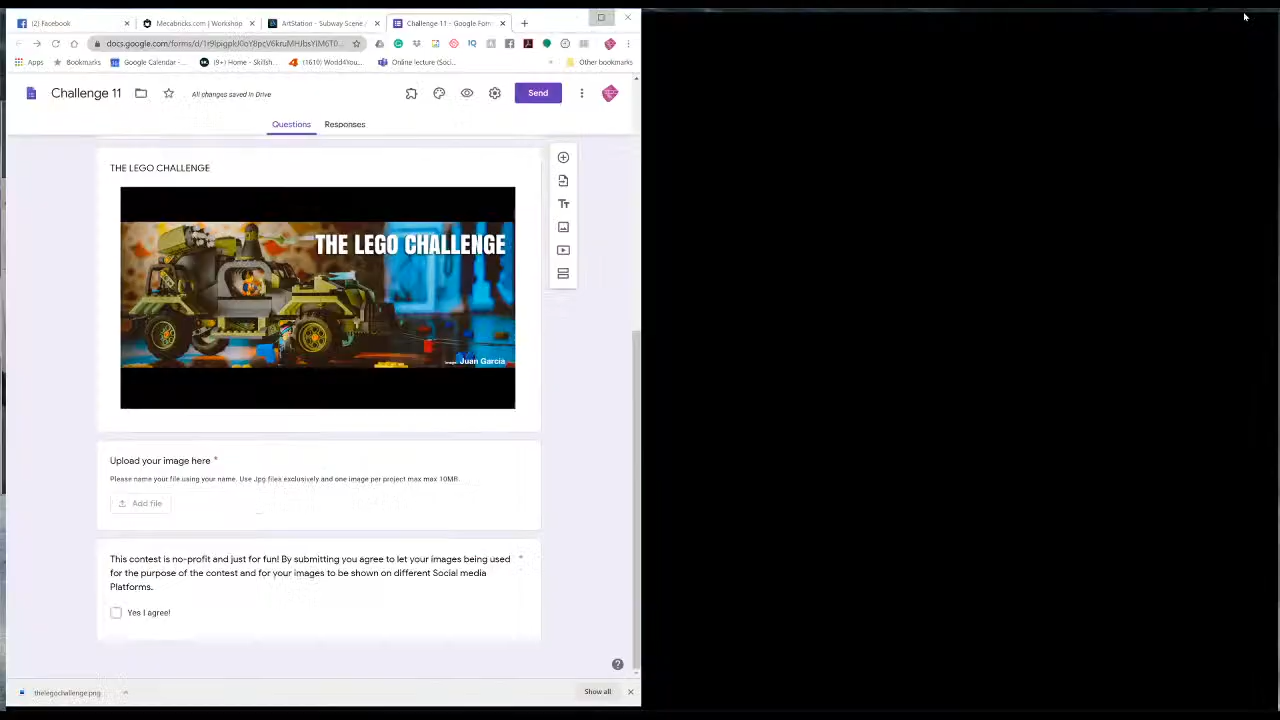 (2) Facebook
Mecabricks.com | Workshop
ArtStation - Subway Scene /
Challenge 11 - Google For
Apps
Bookmarks
Google Calendar - ...
(9+) Home - Skillsh...
(1610) Wodd4You...
Online lecture (Soci...
Other bookmarks
Challenge 11
All changes saved in Drive
Send
Questions
Responses
THE LEGO CHALLENGE
THE LEGO CHALLENGE
Juan Garcia
Upload your image here *
Please name your file using your name. Use Jpg files exclusively and one image per project max max 10MB.
Add file
This contest is no-profit and just for fun! By submitting you agree to let your images being used *
for the purpose of the contest and for your images to be shown on different Social media
Platforms.
Yes I agree!
thelegochallenge.png
Show all